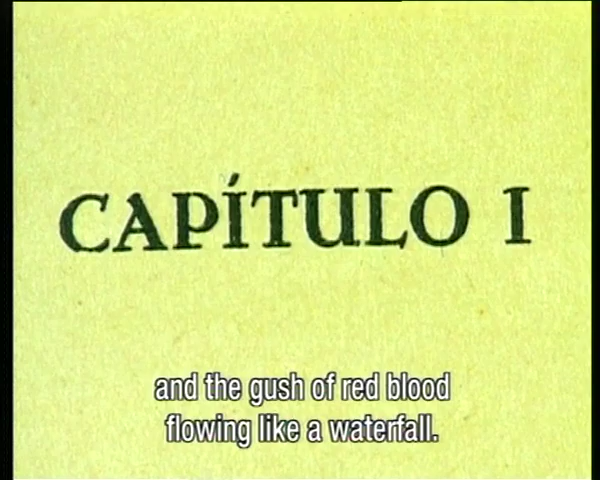 CAPÍTULO I
and the gush of red blood
flowing like a waterfall.